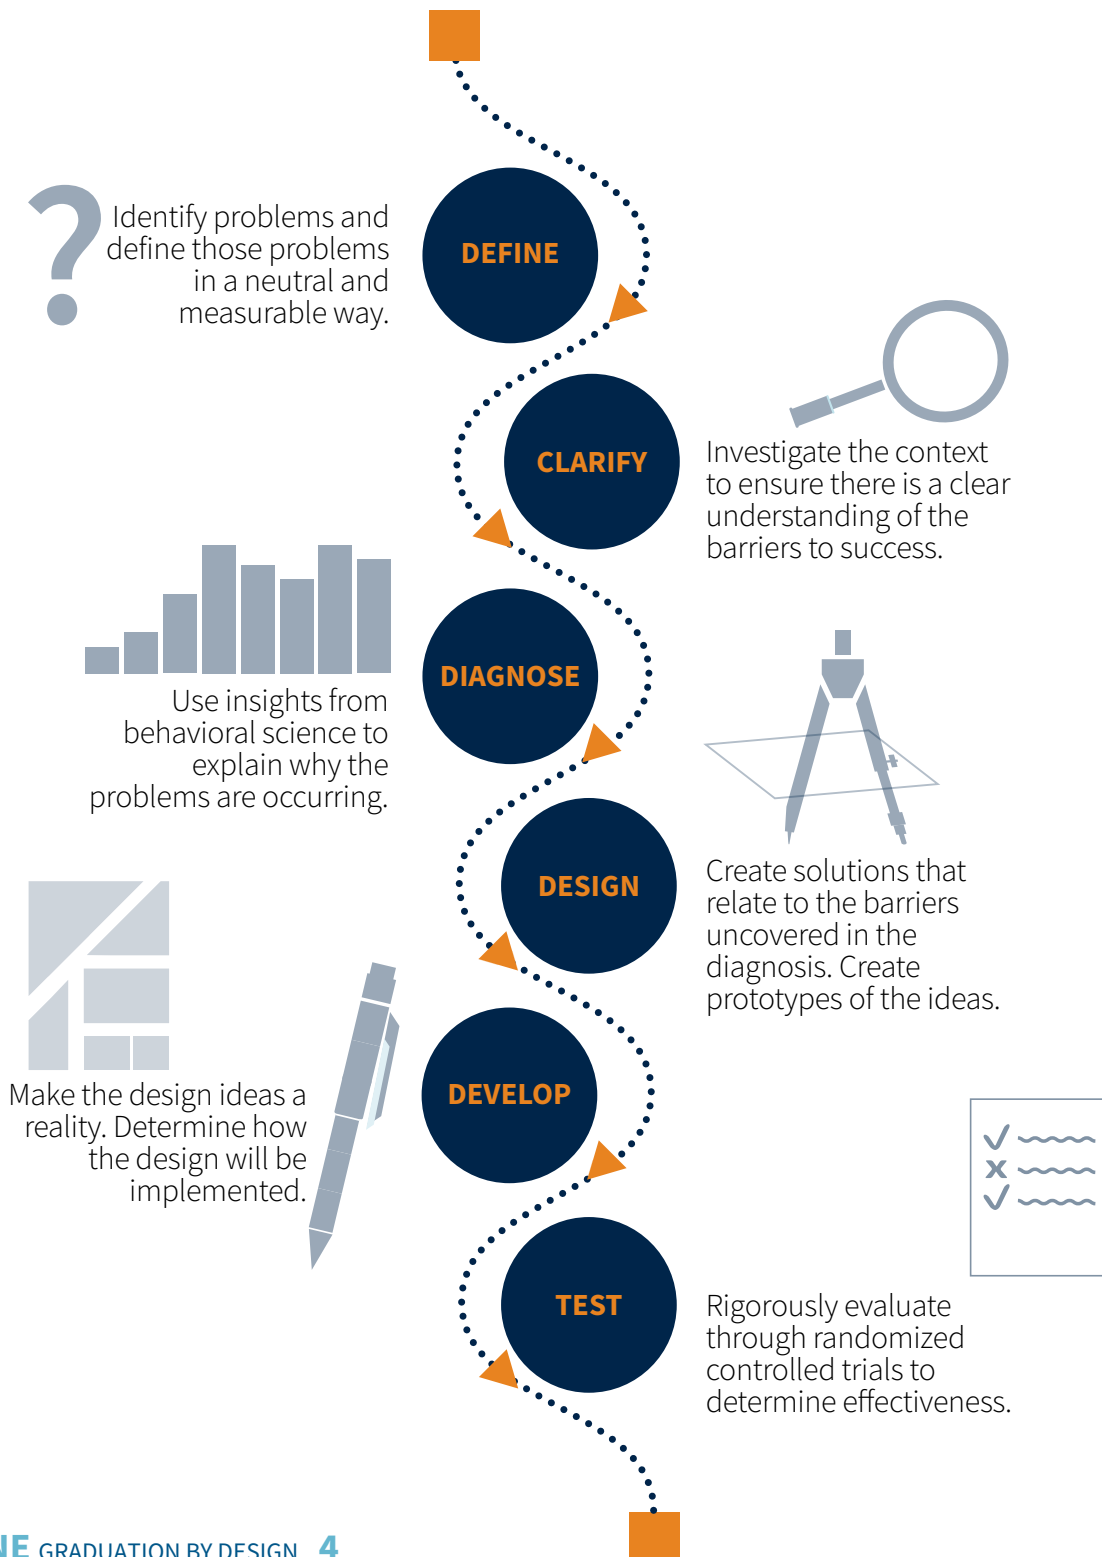 Identify problems and
define those problems
in a neutral and
measurable way.
DEFINE
CLARIFY
Investigate the context
to ensure there is a clear
understanding of the
barriers to success.
DIAGNOSE
Use insights from
behavioral science to
explain why the
problems are occurring.
DESIGN
Create solutions that
relate to the barriers
uncovered in the
diagnosis. Create
prototypes of the ideas.
DEVELOP
Make the design ideas a
reality. Determine how
the design will be
implemented.
TEST
Rigorously evaluate
through randomized
controlled trials to
determine effectiveness.
GRADUATION BY DESIGN 4